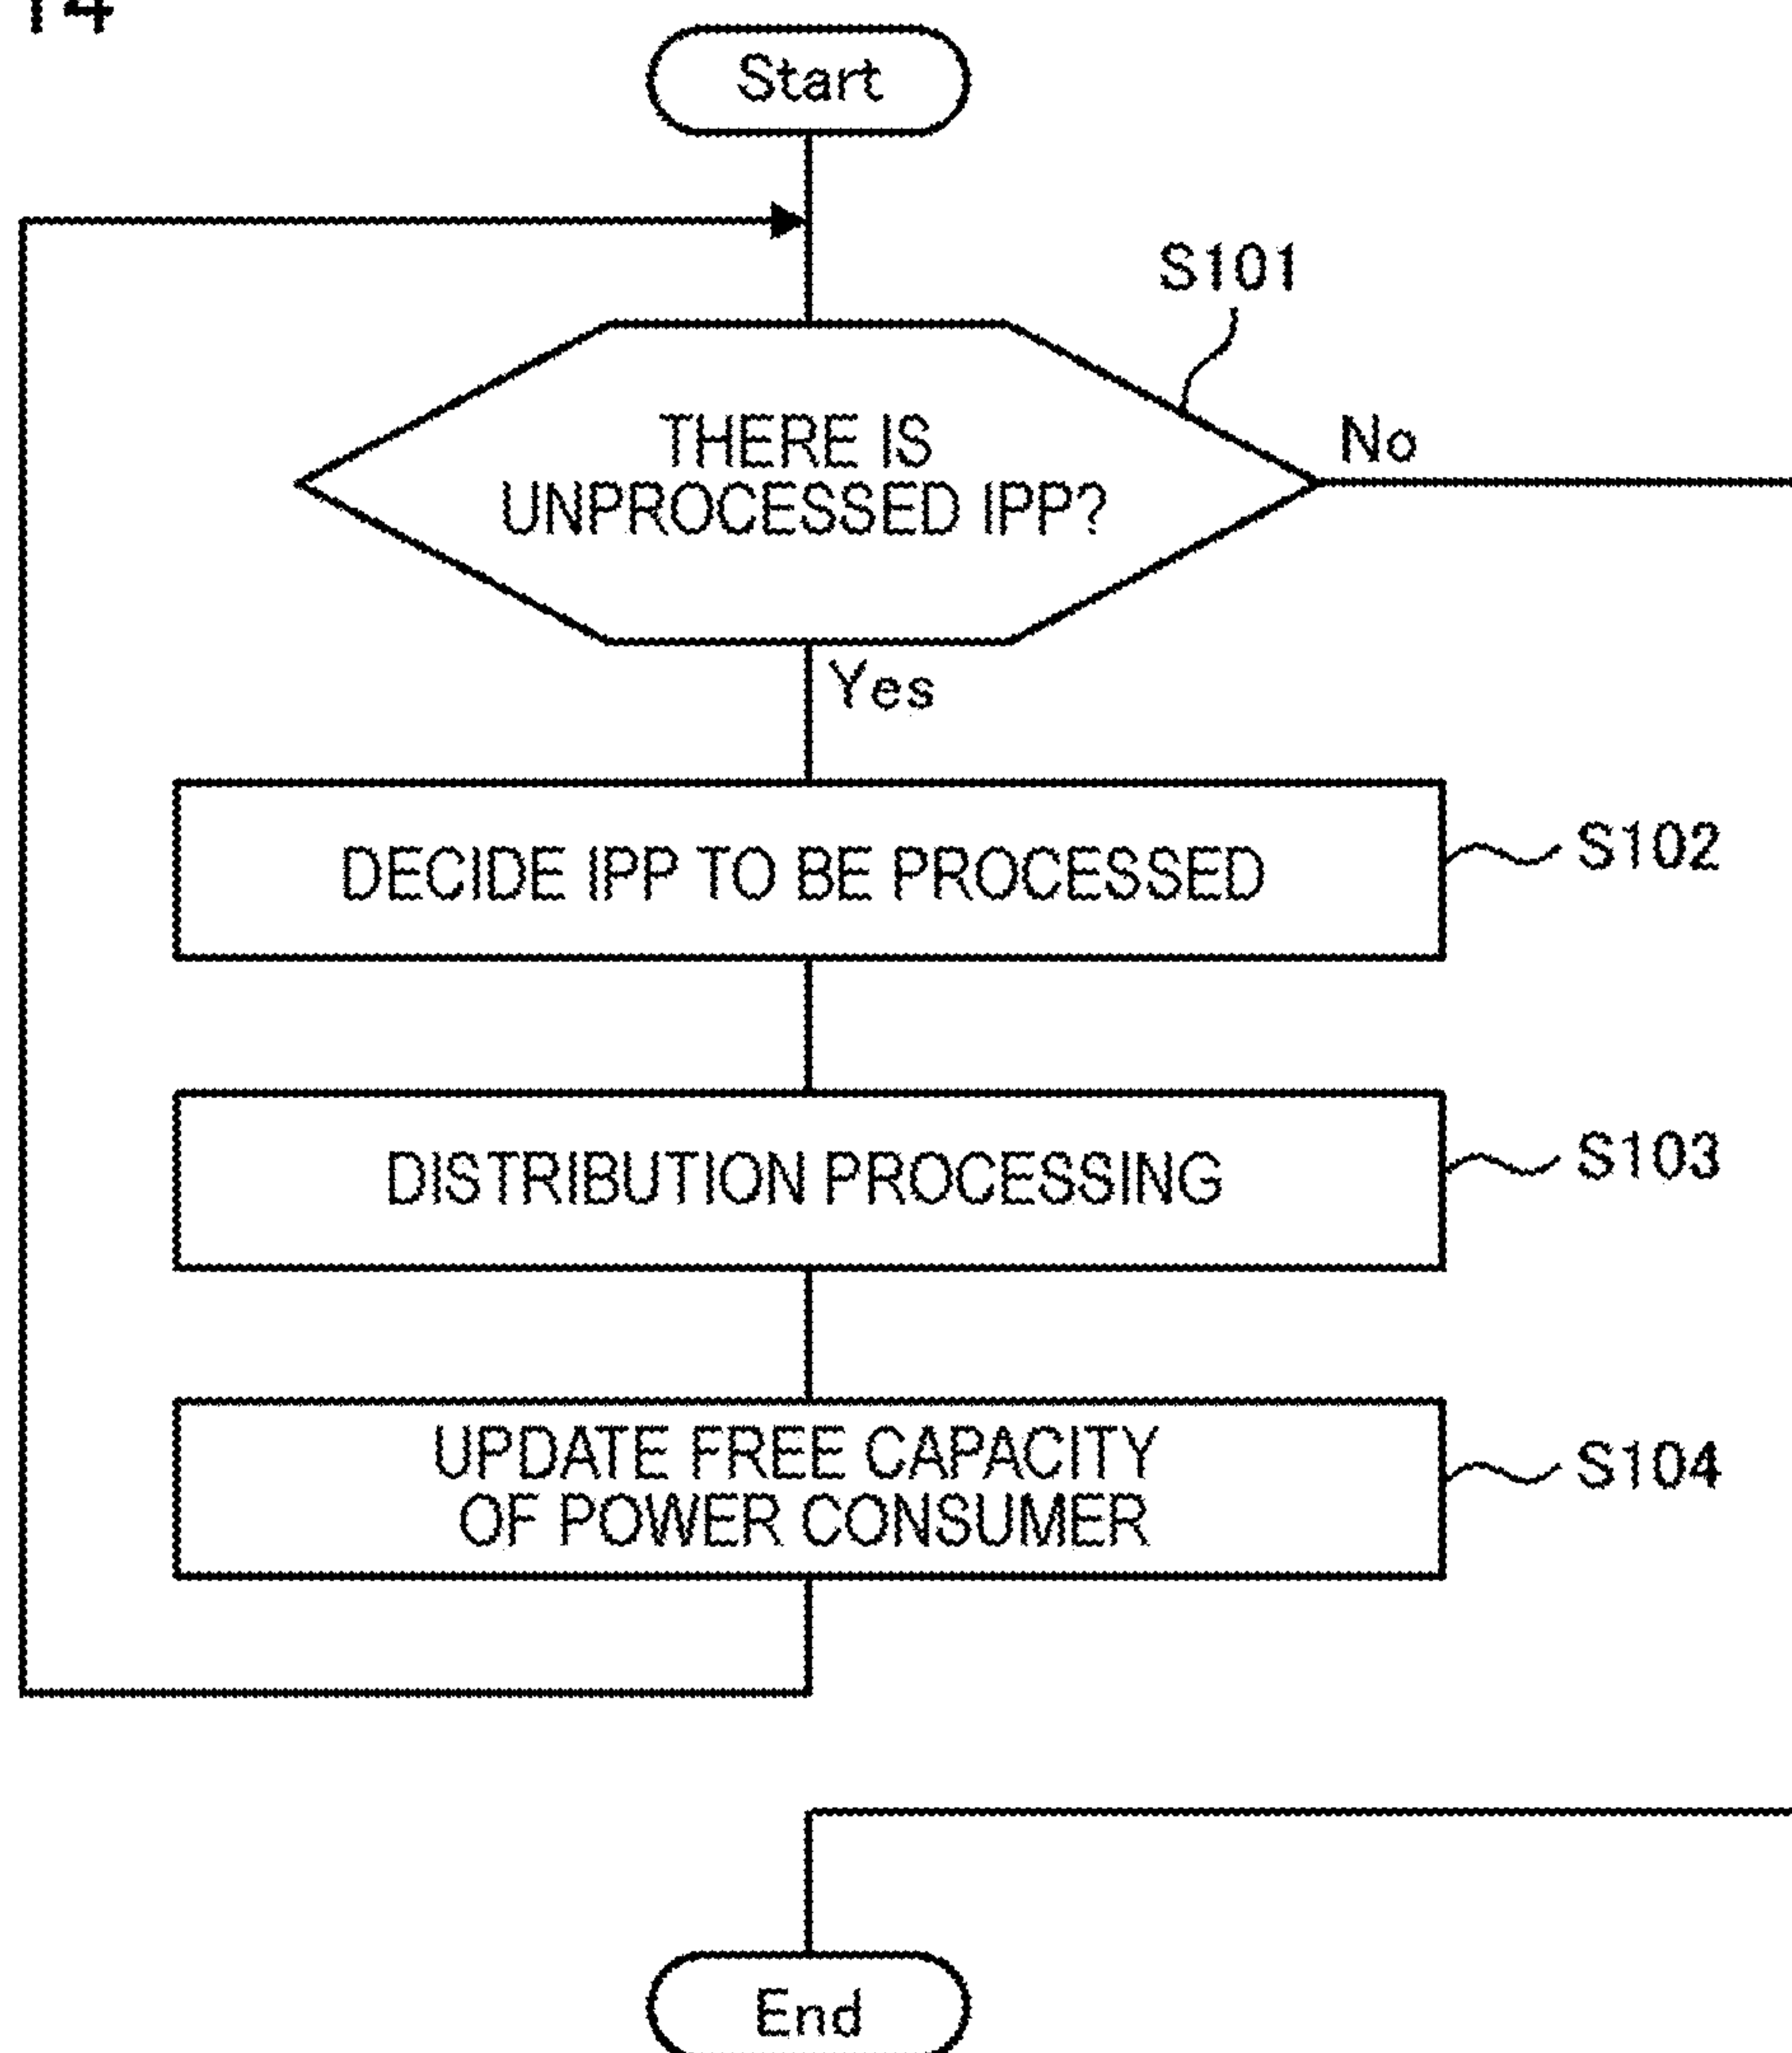 14
Start
S101
THERE IS
UNPROCESSED IPP?
No
Yes
DECIDE IPP TO BE PROCESSED
S102
DISTRIBUTION PROCESSING
S103
UPDATE FREE CAPACITY
OF POWER CONSUMER
S104
End